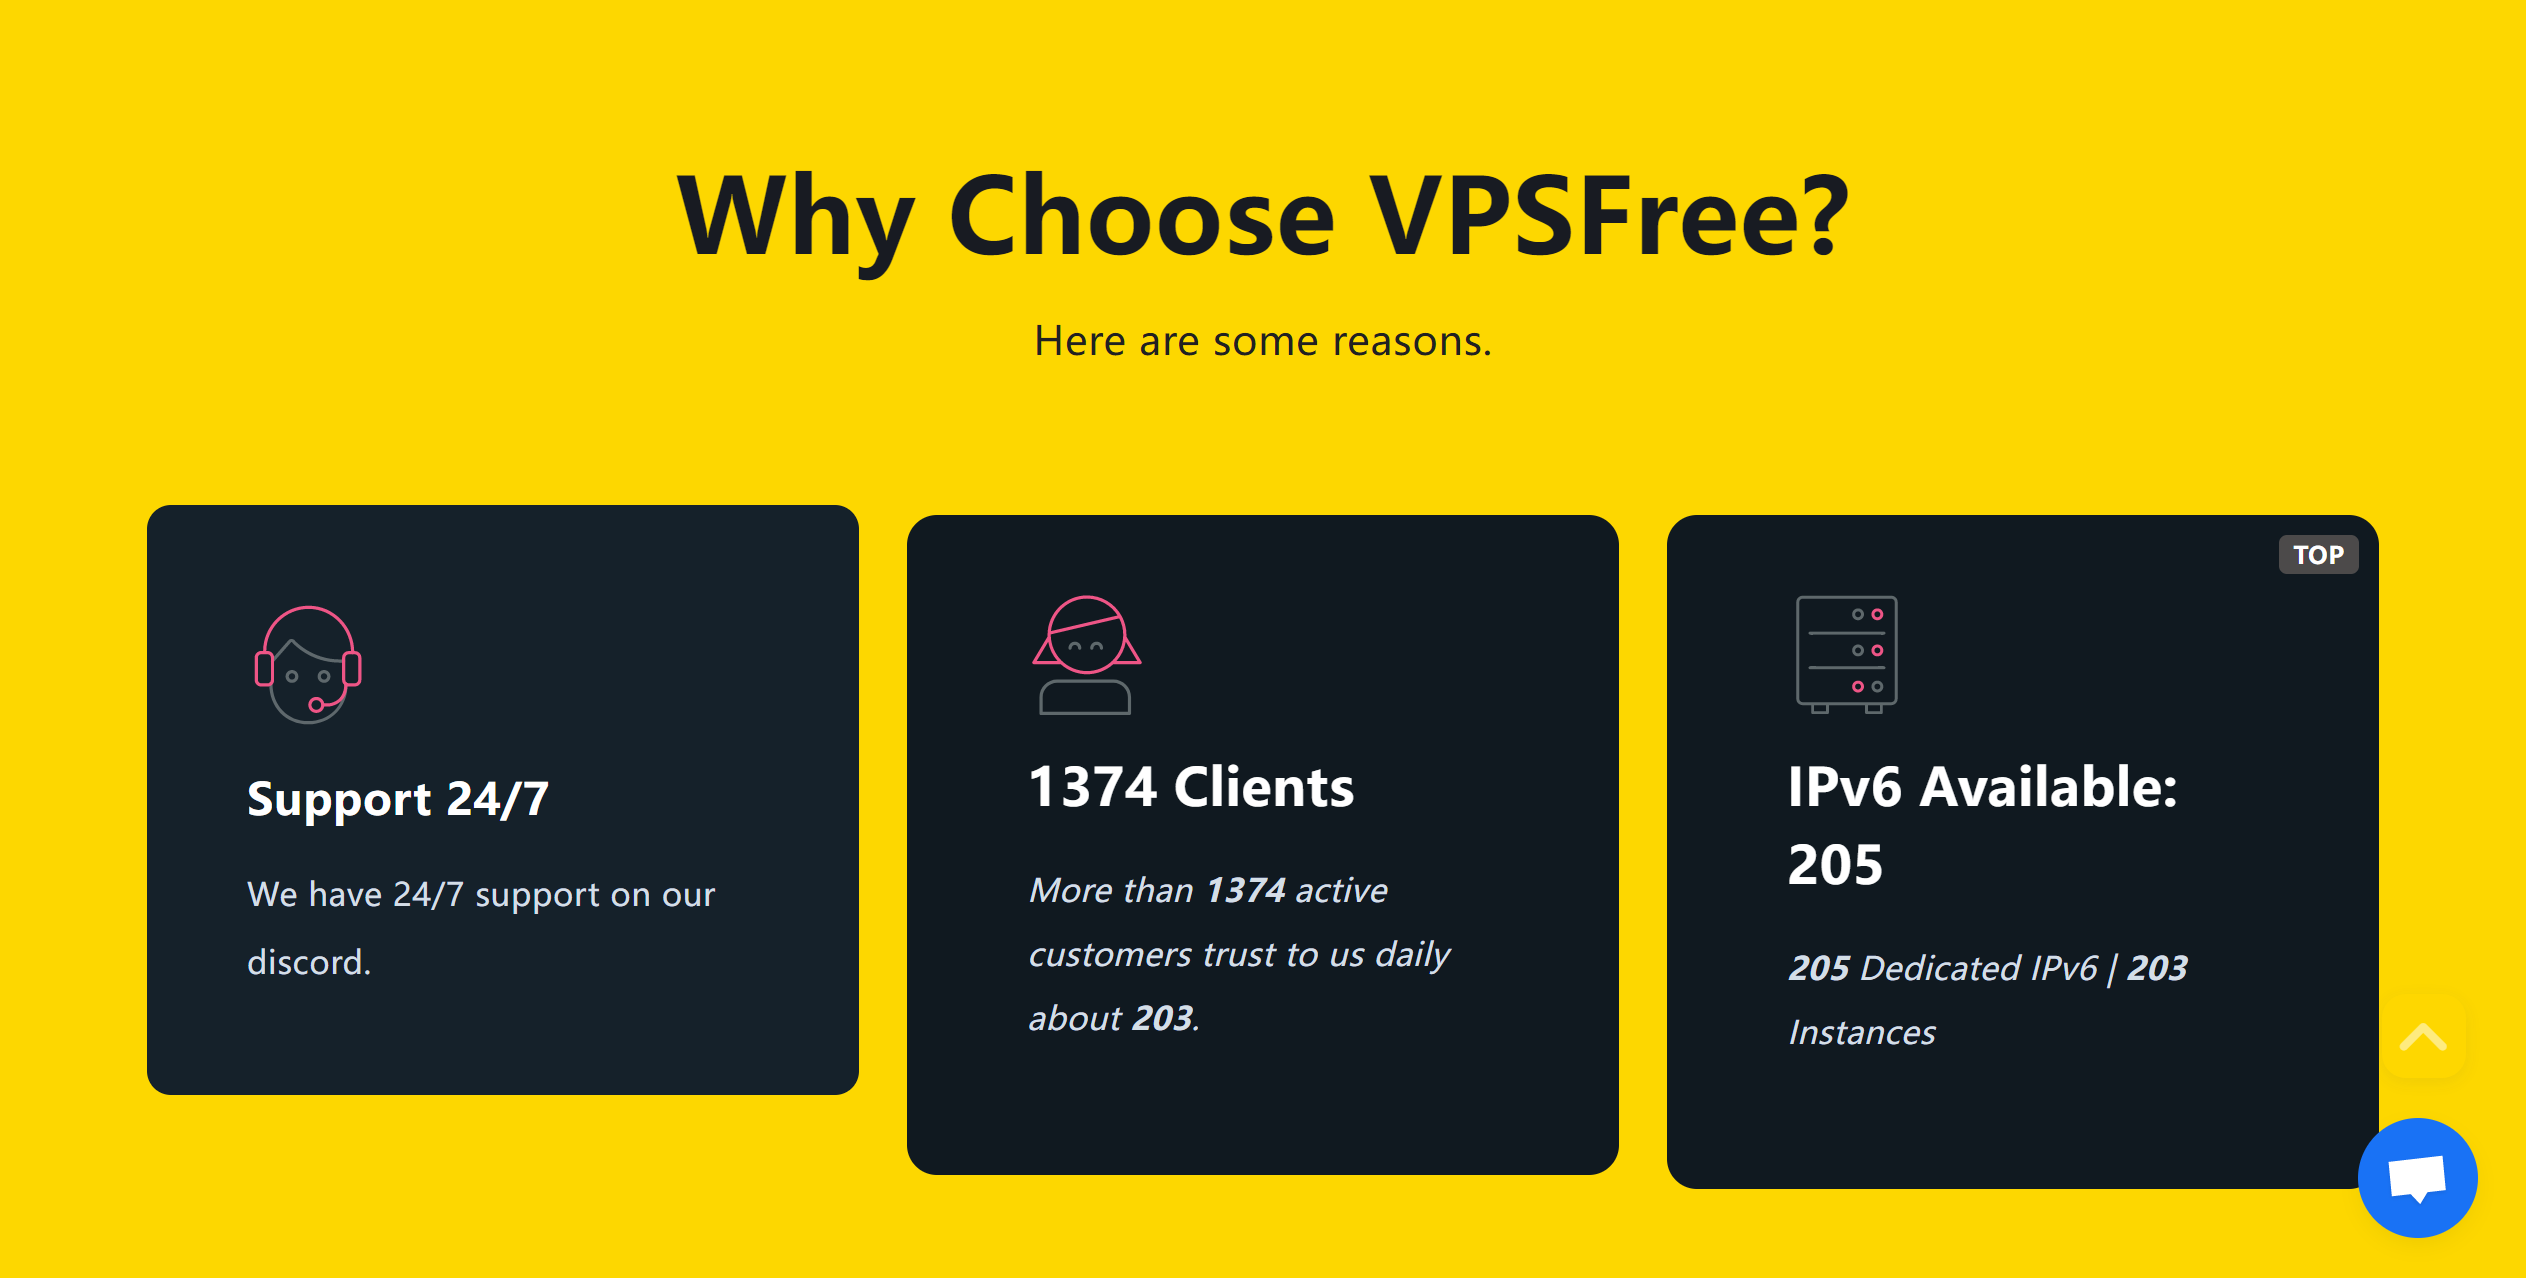 Why Choose VPSFree?
Here are some reasons.
Support 24/7
We have 24/7 support on our
discord.
1374 Clients
More than 1374 active
customers trust to us daily
about 203.
TOP
IPv6 Available:
205
205 Dedicated IPv6 | 203
Instances